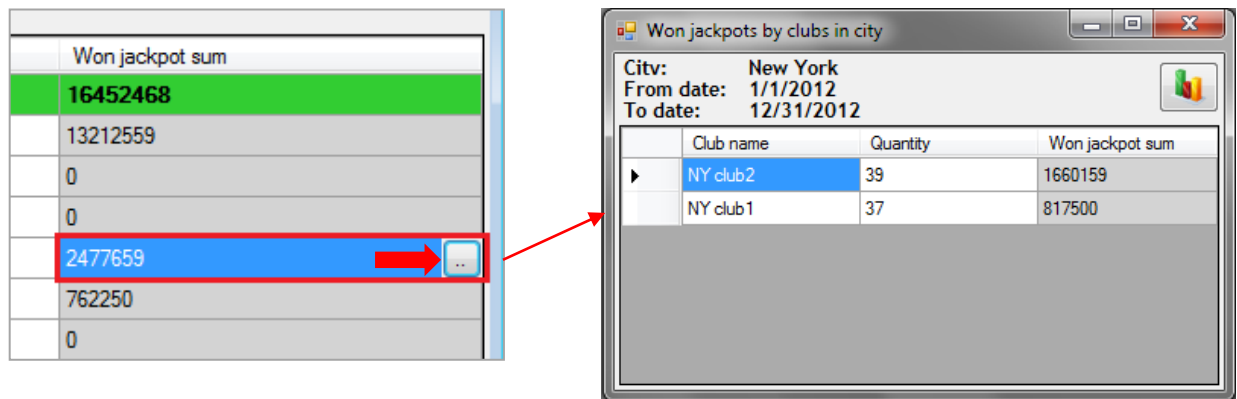 Won jackpot sum
16452468
13212559
0
0
2477659 ..
762250
0
Won jackpots by clubs in city
City: New York
From date: 1/1/2012
To date: 12/31/2012
Club name Quantity Won jackpot sum
NY club2 39 1660159
NY club1 37 817500